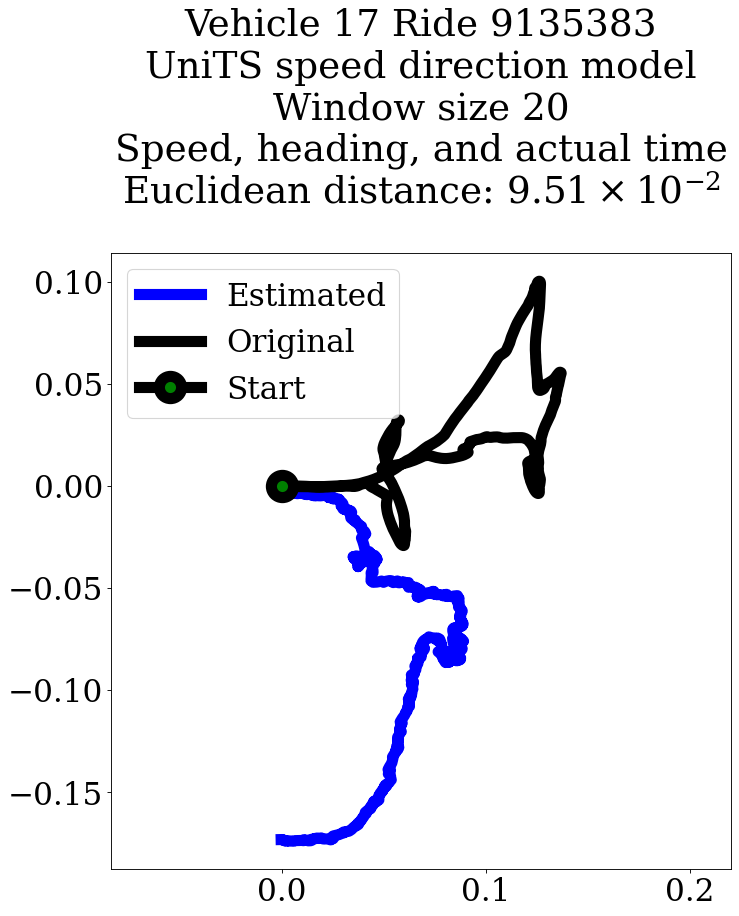 Vehicle 17 Ride 9135383
UniTS speed direction model
Window size 20
Speed, heading, and actual time
Euclidean distance: 9.51 × 10⁻²
Estimated
Original
Start
0.10
0.05
0.00
−0.05
−0.10
−0.15
0.0 0.1 0.2